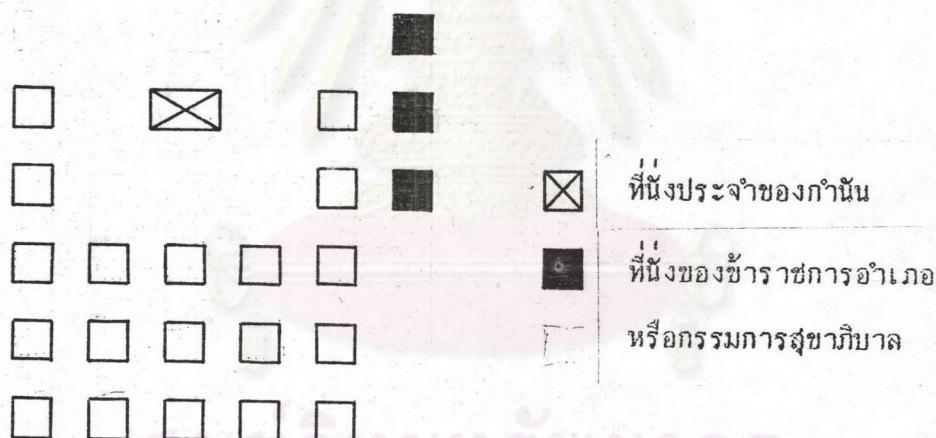 ที่นั่งประจำของกำนัน
ที่นั่งของข้าราชการอำเภอ
หรือกรรมการสุขาภิบาล